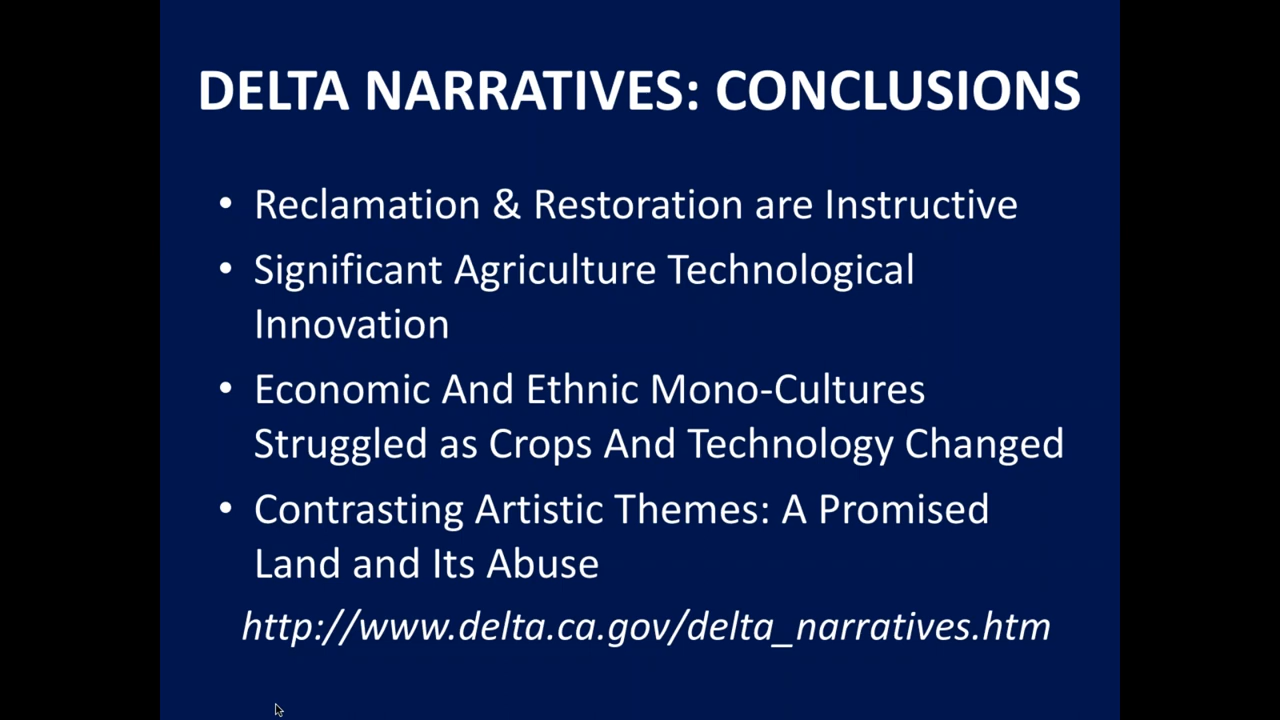 DELTA NARRATIVES: CONCLUSIONS
• Reclamation & Restoration are Instructive
• Significant Agriculture Technological
Innovation
• Economic And Ethnic Mono-Cultures
Struggled as Crops And Technology Changed
• Contrasting Artistic Themes: A Promised
Land and Its Abuse
http://www.delta.ca.gov/delta_narratives.htm